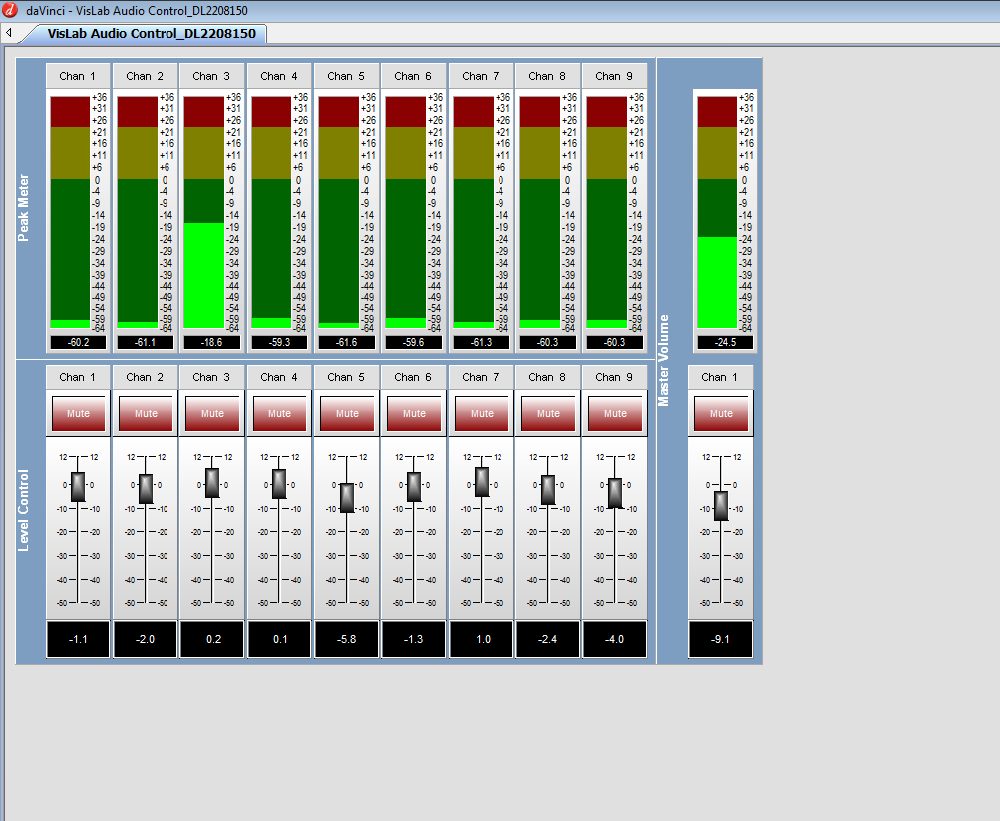 daVinci - VisLab Audio Control_DL2208150
VisLab Audio Control_DL2208150
Chan 1 Chan 2 Chan 3 Chan 4 Chan 5 Chan 6 Chan 7 Chan 8 Chan 9
Peak Meter
+36 +36 +36 +36 +36 +36 +36 +36 +36 +36
+31 +31 +31 +31 +31 +31 +31 +31 +31 +31
+26 +26 +26 +26 +26 +26 +26 +26 +26 +26
+21 +21 +21 +21 +21 +21 +21 +21 +21 +21
+16 +16 +16 +16 +16 +16 +16 +16 +16 +16
+11 +11 +11 +11 +11 +11 +11 +11 +11 +11
+6 +6 +6 +6 +6 +6 +6 +6 +6 +6
0 0 0 0 0 0 0 0 0 0
-4 -4 -4 -4 -4 -4 -4 -4 -4 -4
-9 -9 -9 -9 -9 -9 -9 -9 -9 -9
-14 -14 -14 -14 -14 -14 -14 -14 -14 -14
-19 -19 -19 -19 -19 -19 -19 -19 -19 -19
-24 -24 -24 -24 -24 -24 -24 -24 -24 -24
-29 -29 -29 -29 -29 -29 -29 -29 -29 -29
-34 -34 -34 -34 -34 -34 -34 -34 -34 -34
-39 -39 -39 -39 -39 -39 -39 -39 -39 -39
-44 -44 -44 -44 -44 -44 -44 -44 -44 -44
-49 -49 -49 -49 -49 -49 -49 -49 -49 -49
-54 -54 -54 -54 -54 -54 -54 -54 -54 -54
-59 -59 -59 -59 -59 -59 -59 -59 -59 -59
-64 -64 -64 -64 -64 -64 -64 -64 -64 -64
-60.2 -61.1 -18.6 -59.3 -61.6 -59.6 -61.3 -60.3 -60.3 -24.5
Master Volume
Chan 1 Chan 2 Chan 3 Chan 4 Chan 5 Chan 6 Chan 7 Chan 8 Chan 9 Chan 1
Mute Mute Mute Mute Mute Mute Mute Mute Mute Mute
Level Control
12 12 12 12 12 12 12 12 12 12 12 12 12 12 12 12 12 12 12 12
0 0 0 0 0 0 0 0 0 0 0 0 0 0 0 0 0 0 0 0
-10 -10 -10 -10 -10 -10 -10 -10 -10 -10 -10 -10 -10 -10 -10 -10 -10 -10 -10 -10
-20 -20 -20 -20 -20 -20 -20 -20 -20 -20 -20 -20 -20 -20 -20 -20 -20 -20 -20 -20
-30 -30 -30 -30 -30 -30 -30 -30 -30 -30 -30 -30 -30 -30 -30 -30 -30 -30 -30 -30
-40 -40 -40 -40 -40 -40 -40 -40 -40 -40 -40 -40 -40 -40 -40 -40 -40 -40 -40 -40
-50 -50 -50 -50 -50 -50 -50 -50 -50 -50 -50 -50 -50 -50 -50 -50 -50 -50 -50 -50
-1.1 -2.0 0.2 0.1 -5.8 -1.3 1.0 -2.4 -4.0 -9.1